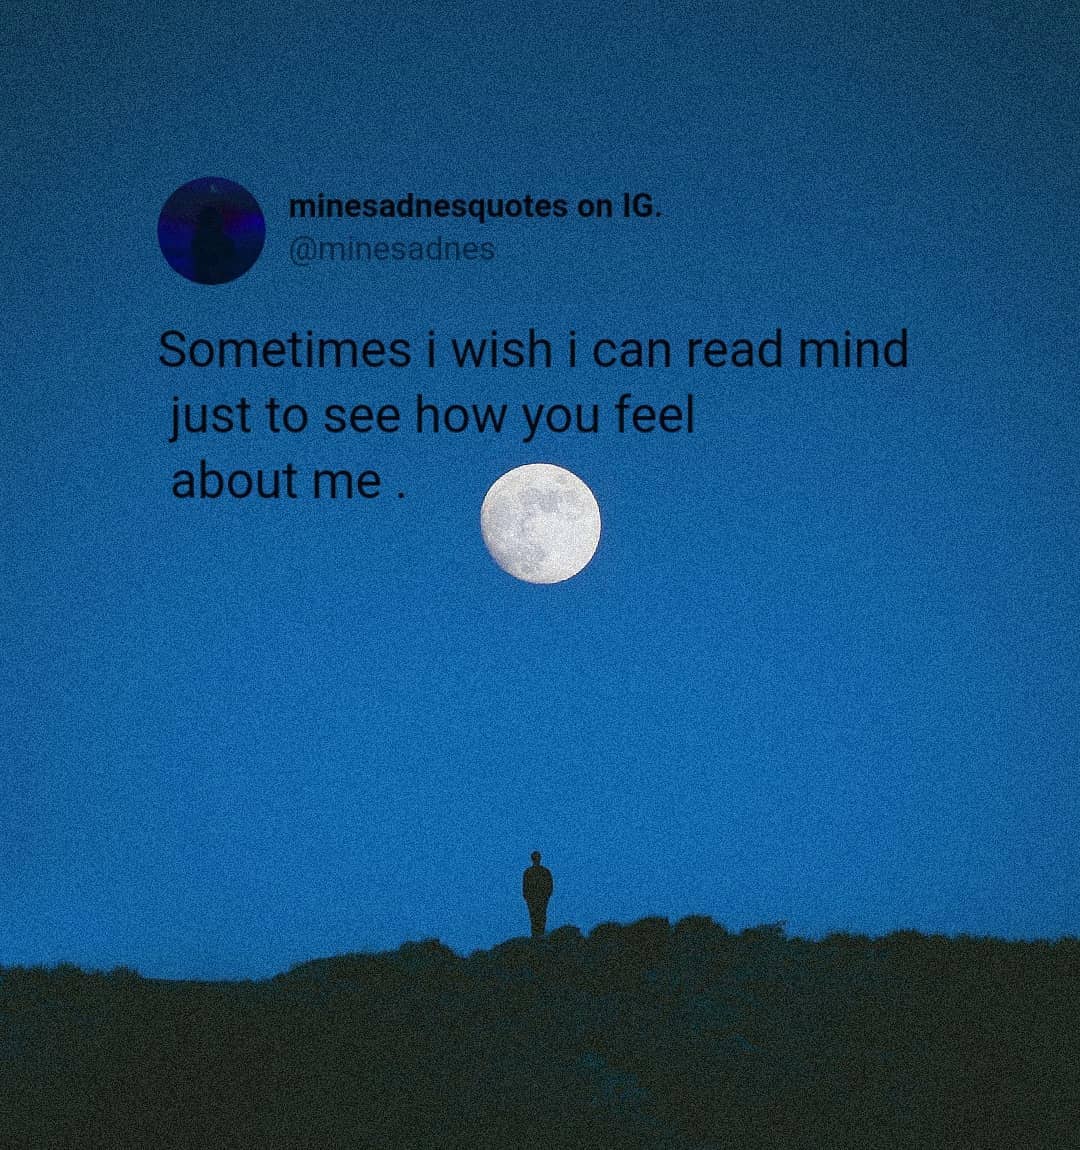 minesadnesquotes on IG.
@minesadnes
Sometimes i wish i can read mind
just to see how you feel
about me .